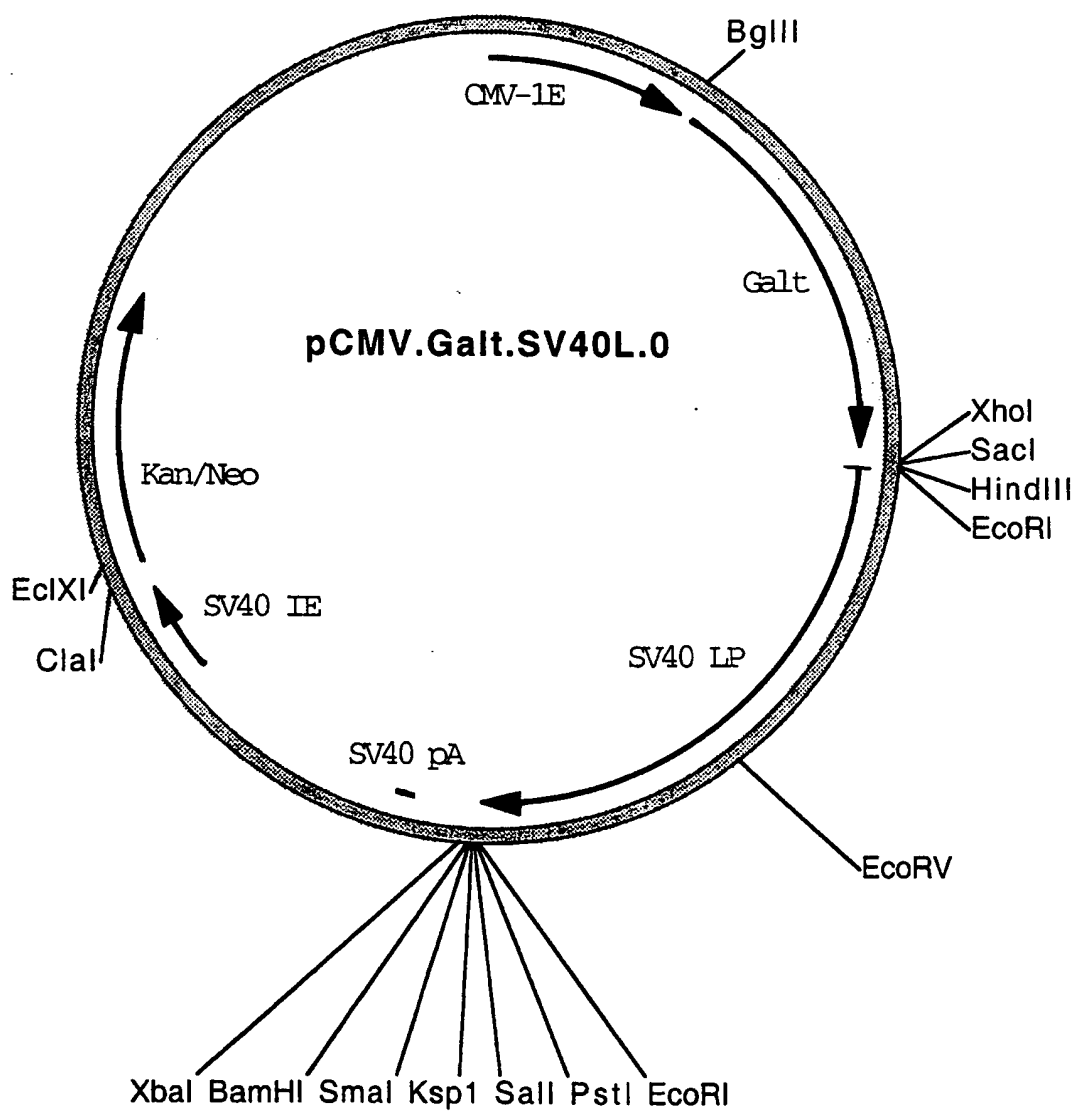 BglII
CMV-1E
Galt
pCMV.Galt.SV40L.0
XhoI
SacI
HindIII
EcoRI
Kan/Neo
EclXI
SV40 IE
ClaI
SV40 LP
SV40 pA
EcoRV
XbaI BamHI SmaI Ksp1 SalI PstI EcoRI